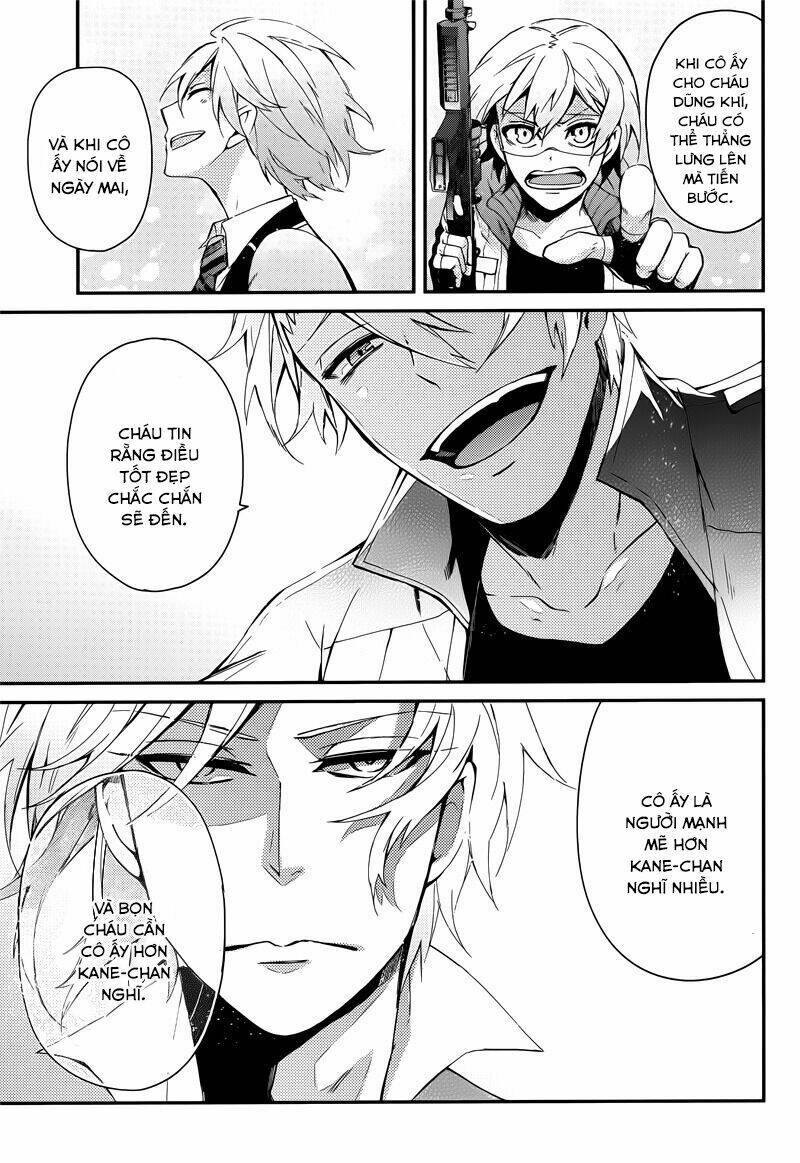 KHI CÔ ẤY
CHO CHÁU
DŨNG KHÍ,
CHÁU CÓ
THỂ THẲNG
LƯNG LÊN
MÀ TIẾN
BƯỚC.
VÀ KHI CÔ
ẤY NÓI VỀ
NGÀY MAI,
CHÁU TIN
RẰNG ĐIỀU
TỐT ĐẸP
CHẮC CHẮN
SẼ ĐẾN.
CÔ ẤY LÀ
NGƯỜI MẠNH
MẼ HƠN
KANE-CHAN
NGHĨ NHIỀU.
VÀ BỌN
CHÁU CẦN
CÔ ẤY HƠN
KANE-CHAN
NGHĨ.